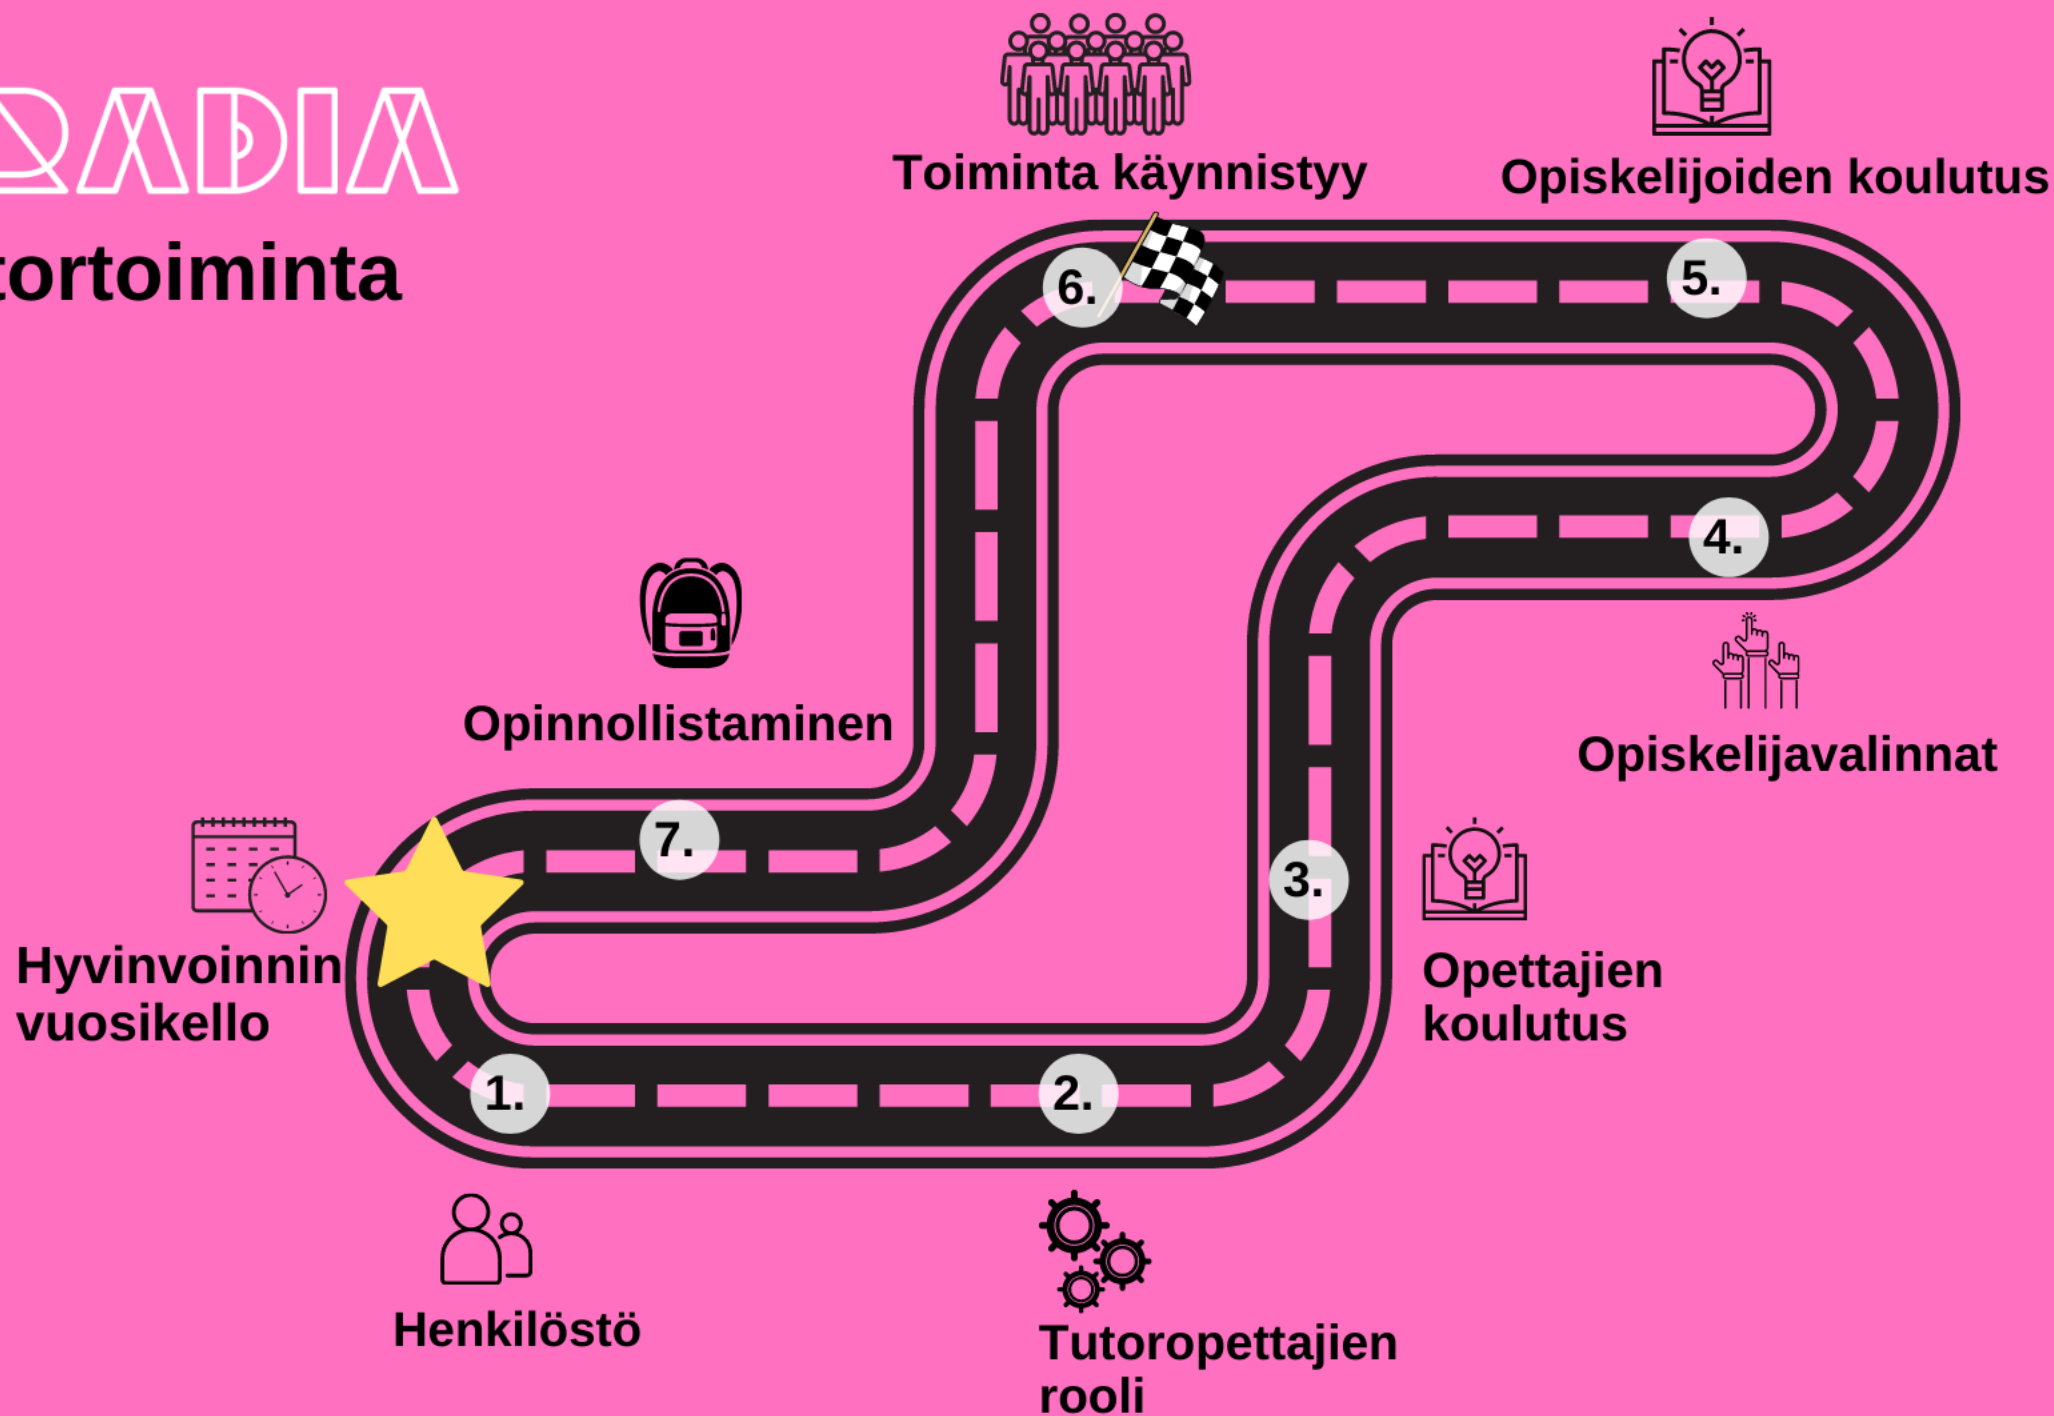 Toiminta käynnistyy
Opiskelijoiden koulutus
tortoiminta
6.
5.
4.
Opinnollistaminen
Opiskelijavalinnat
7.
3.
Hyvinvoinnin
vuosikello
Opettajien
koulutus
1.
2.
Henkilöstö
Tutoropettajien
rooli